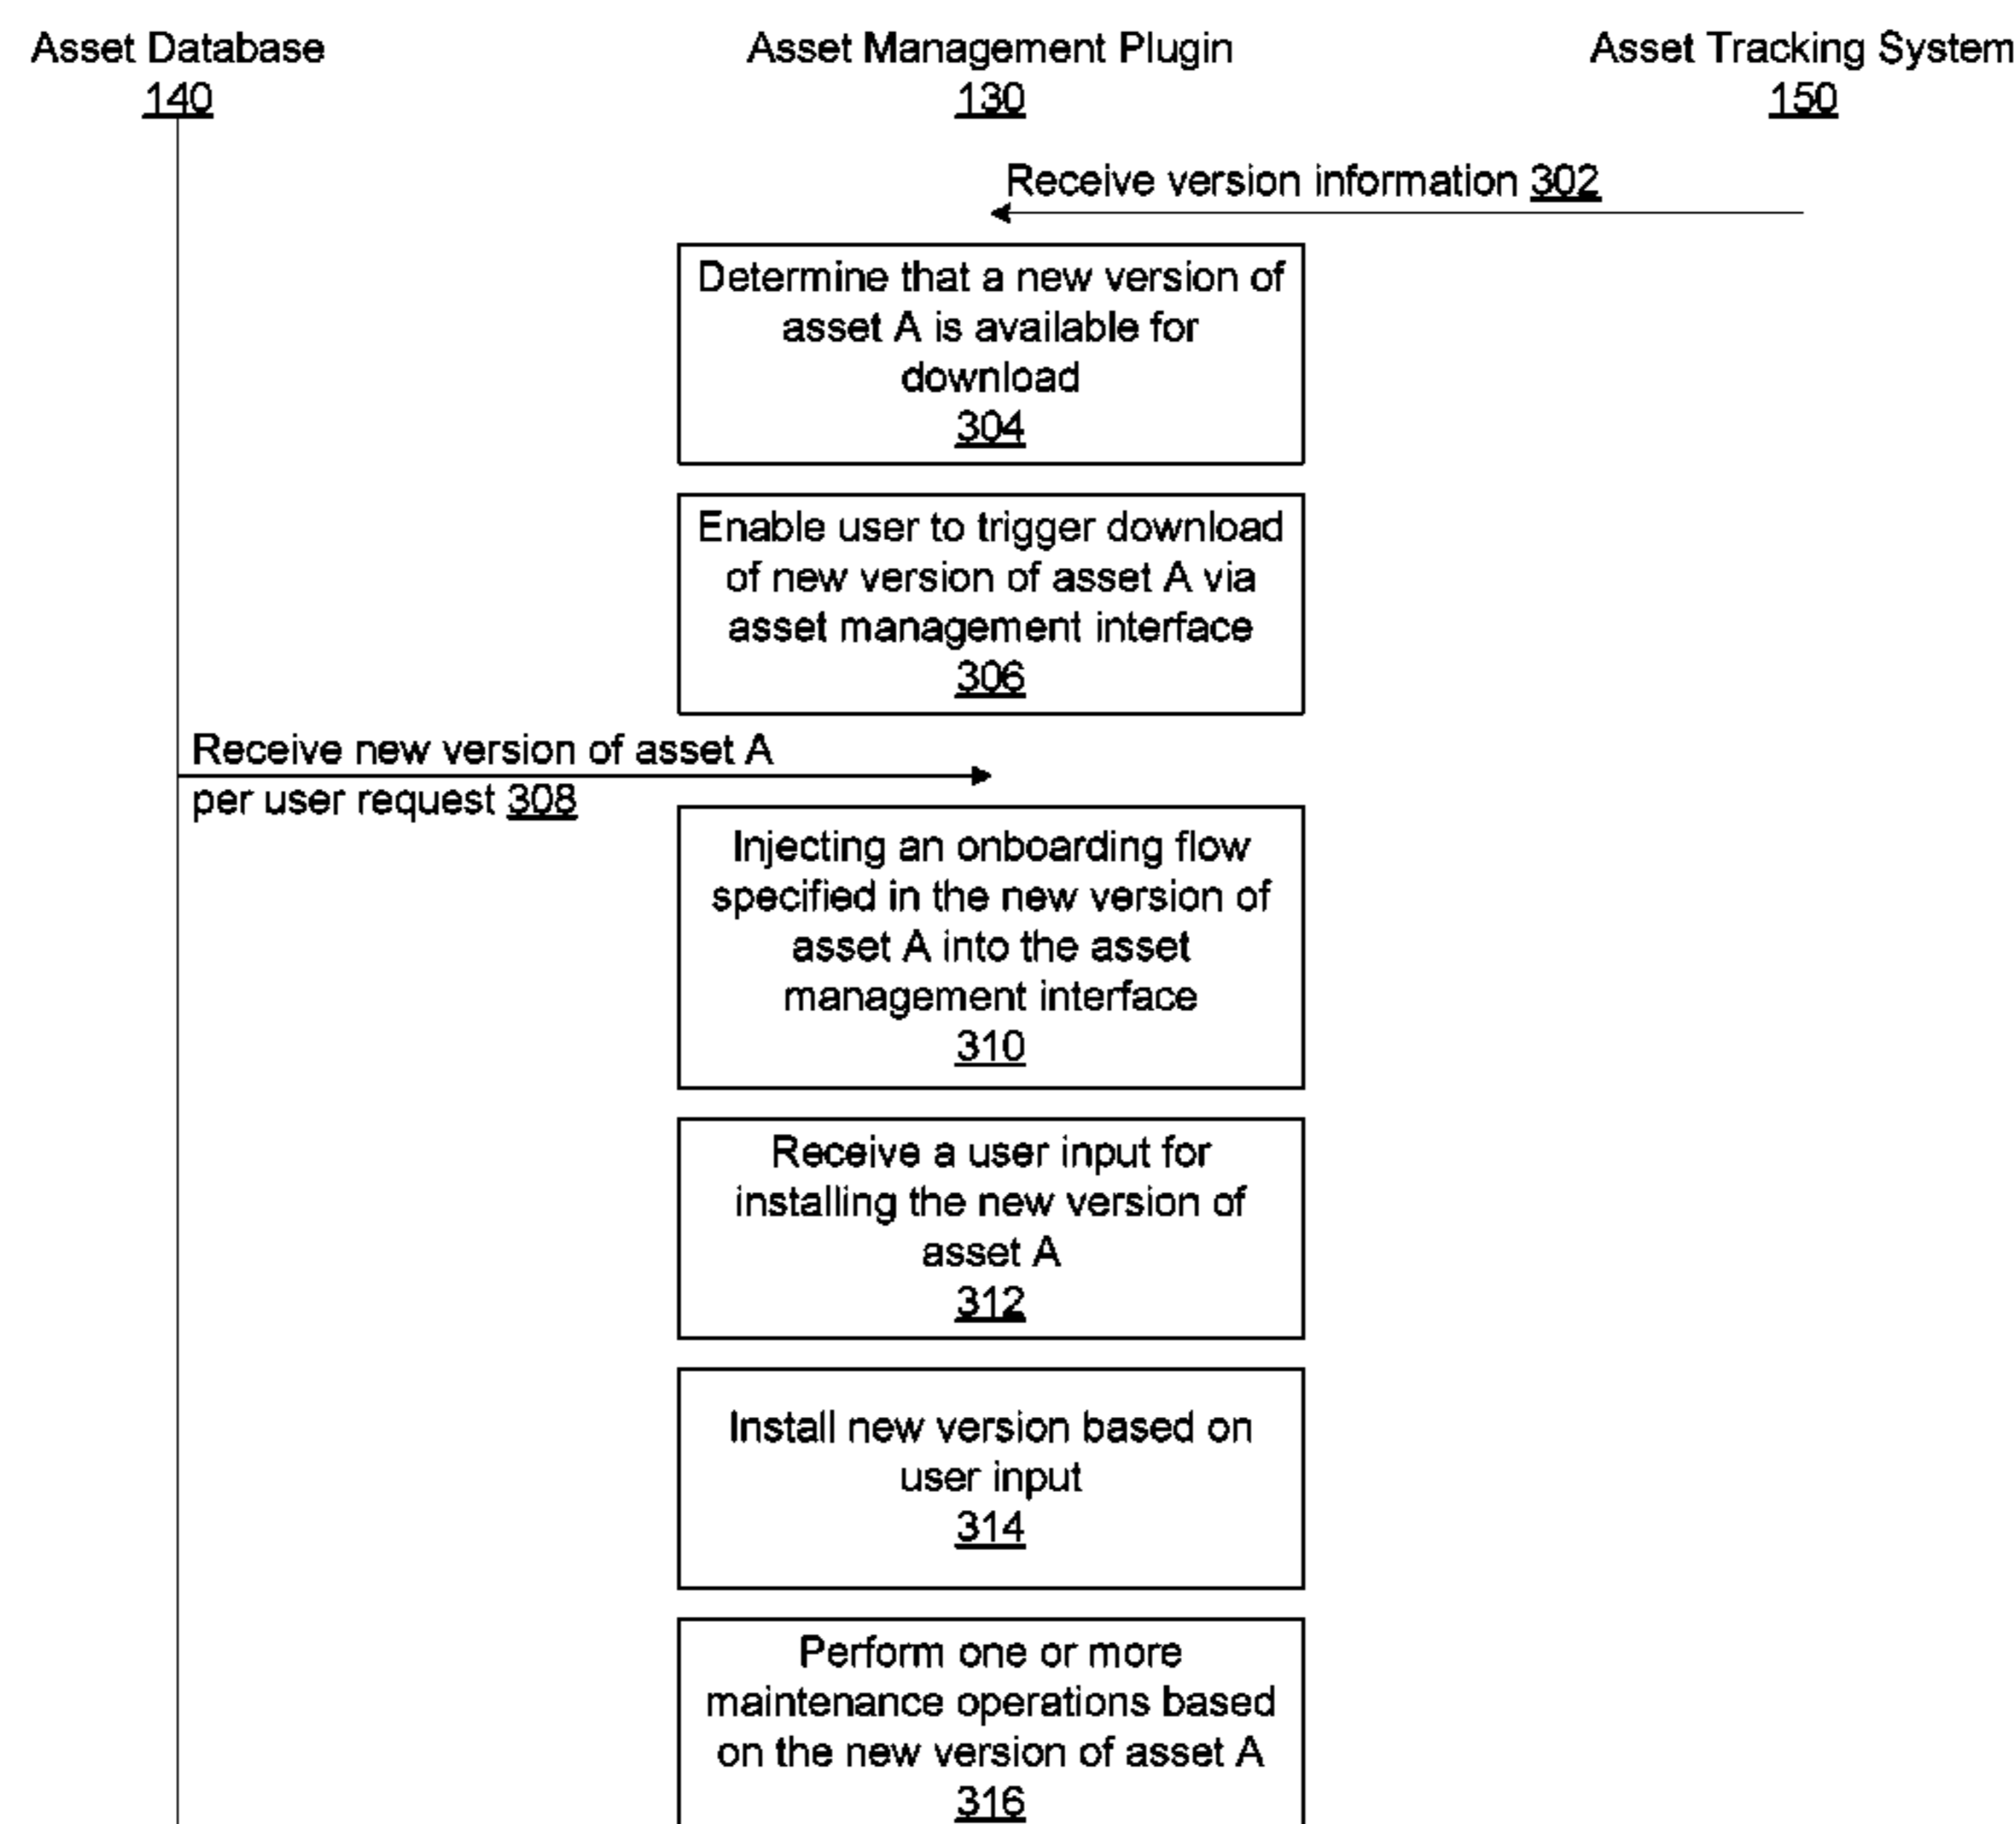 Asset Database
140
Asset Management Plugin
130
Asset Tracking System
150
Receive version information 302
Determine that a new version of
asset A is available for
download
304
Enable user to trigger download
of new version of asset A via
asset management interface
306
Receive new version of asset A
per user request 308
Injecting an onboarding flow
specified in the new version of
asset A into the asset
management interface
310
Receive a user input for
installing the new version of
asset A
312
Install new version based on
user input
314
Perform one or more
maintenance operations based
on the new version of asset A
316